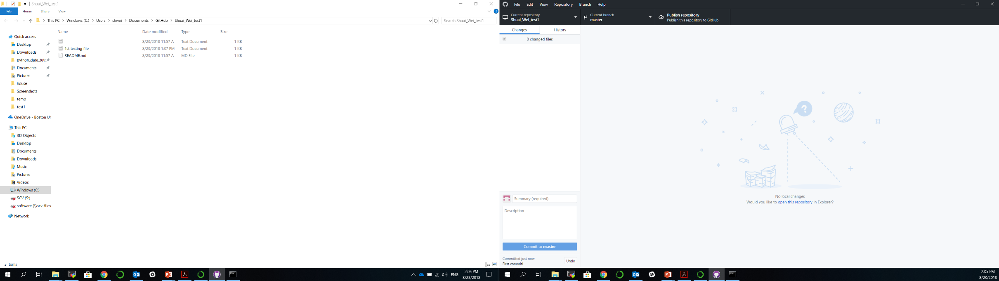 Shuai_Wei_test1
File Home Share View
This PC Windows (C:) Users shwei Documents GitHub Shuai_Wei_test1
Search Shuai_Wei_test1
Name Date modified Type Size
8/23/2018 11:57 A Text Document 1 KB
1st testing file 8/23/2018 1:37 PM Text Document 1 KB
README.md 8/23/2018 11:57 A MD File 1 KB
Quick access
Desktop
Downloads
python_data_tuto
Documents
Pictures
house
Screenshots
temp
test1
OneDrive - Boston Ur
This PC
3D Objects
Desktop
Documents
Downloads
Music
Pictures
Videos
Windows (C:)
SCV (S:)
software (\\scv-files
Network
3 items
ENG
2:05 PM
8/23/2018
File Edit View Repository Branch Help
Current repository
Shuai_Wei_test1
Current branch
master
Publish repository
Publish this repository to GitHub
Changes History
0 changed files
?
No local changes
Would you like to open this repository in Explorer?
Summary (required)
Description
Commit to master
Committed just now
First commit!
Undo
2:05 PM
8/23/2018